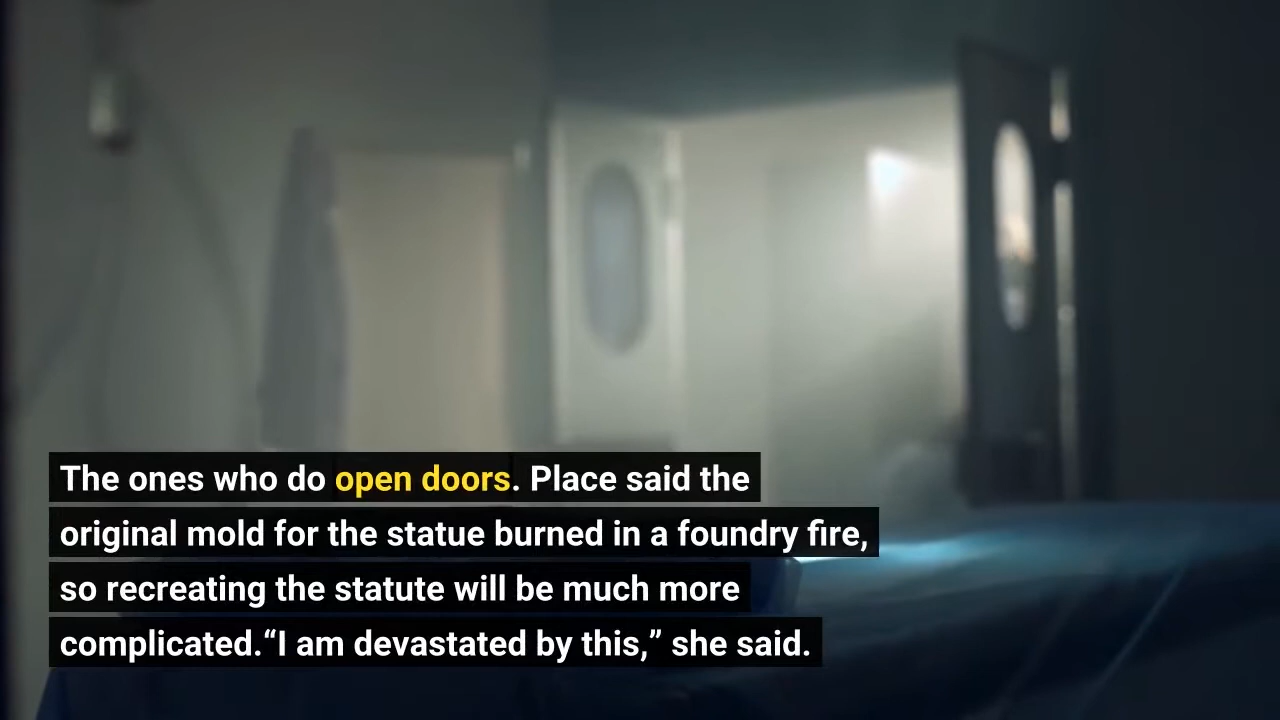 The ones who do open doors. Place said the
original mold for the statue burned in a foundry fire,
so recreating the statute will be much more
complicated.“I am devastated by this,” she said.